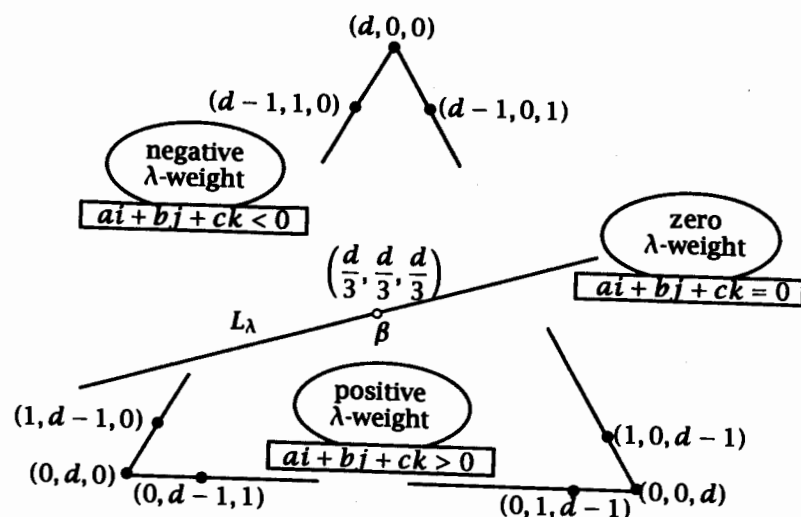 (d, 0, 0)
(d − 1, 1, 0)
(d − 1, 0, 1)
negative
λ-weight
ai + bj + ck < 0
zero
λ-weight
ai + bj + ck = 0
(d/3, d/3, d/3)
L_λ
β
positive
λ-weight
ai + bj + ck > 0
(1, d − 1, 0)
(1, 0, d − 1)
(0, d, 0)
(0, d − 1, 1)
(0, 1, d − 1)
(0, 0, d)